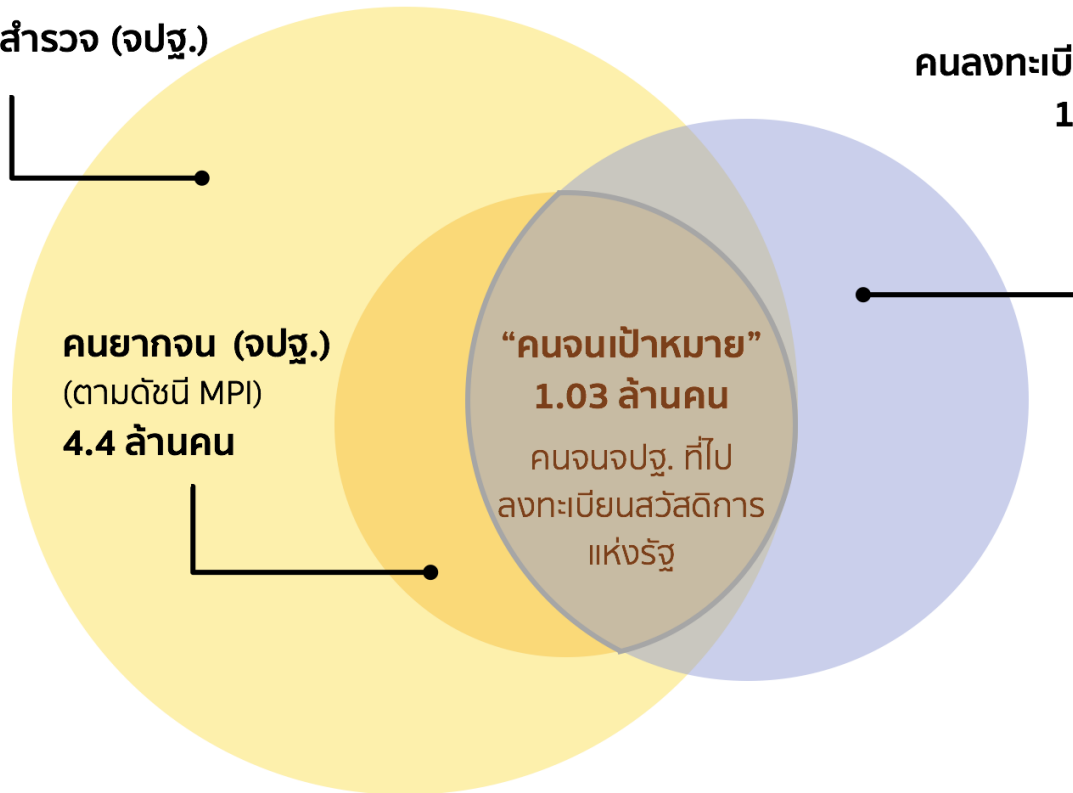 สำรวจ (จปฐ.)
คนลงทะเบี
1
คนยากจน (จปฐ.)
(ตามดัชนี MPI)
4.4 ล้านคน
“คนจนเป้าหมาย”
1.03 ล้านคน
คนจนจปฐ. ที่ไป
ลงทะเบียนสวัสดิการ
แห่งรัฐ